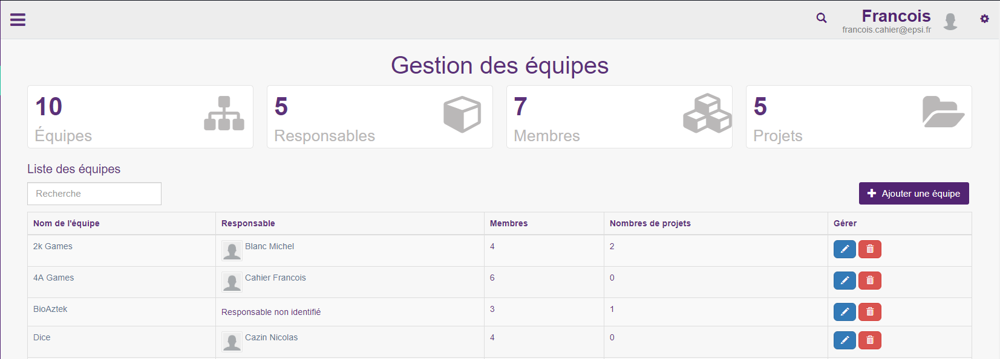 Francois
francois.cahier@epsi.fr
Gestion des équipes
10
Équipes
5
Responsables
7
Membres
5
Projets
Liste des équipes
Recherche
Ajouter une équipe
Nom de l'équipe Responsable Membres Nombres de projets Gérer
2k Games Blanc Michel 4 2
4A Games Cahier Francois 6 0
BioAztek Responsable non identifié 3 1
Dice Cazin Nicolas 4 0